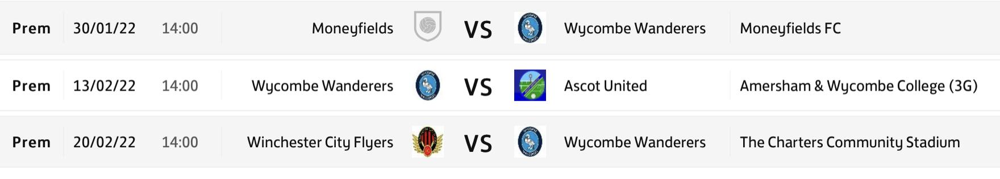 Prem 30/01/22 14:00 Moneyfields VS Wycombe Wanderers Moneyfields FC
Prem 13/02/22 14:00 Wycombe Wanderers VS Ascot United Amersham & Wycombe College (3G)
Prem 20/02/22 14:00 Winchester City Flyers VS Wycombe Wanderers The Charters Community Stadium